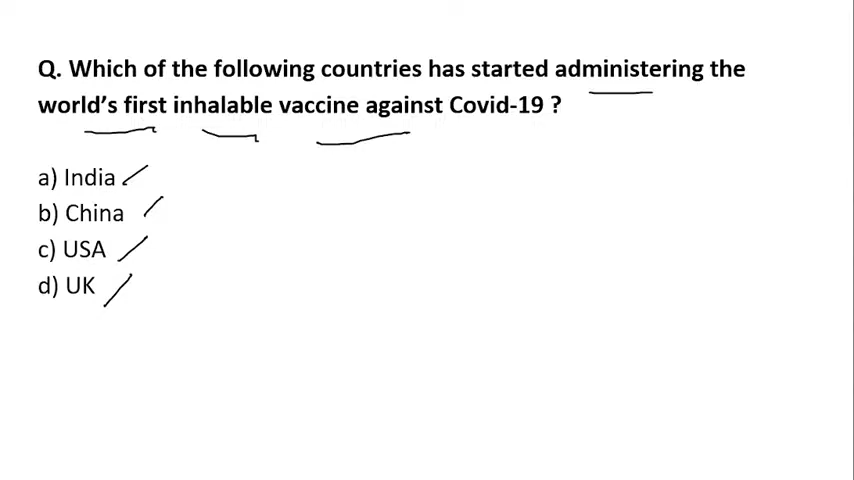 Q. Which of the following countries has started administering the
world's first inhalable vaccine against Covid-19 ?
a) India
b) China
c) USA
d) UK